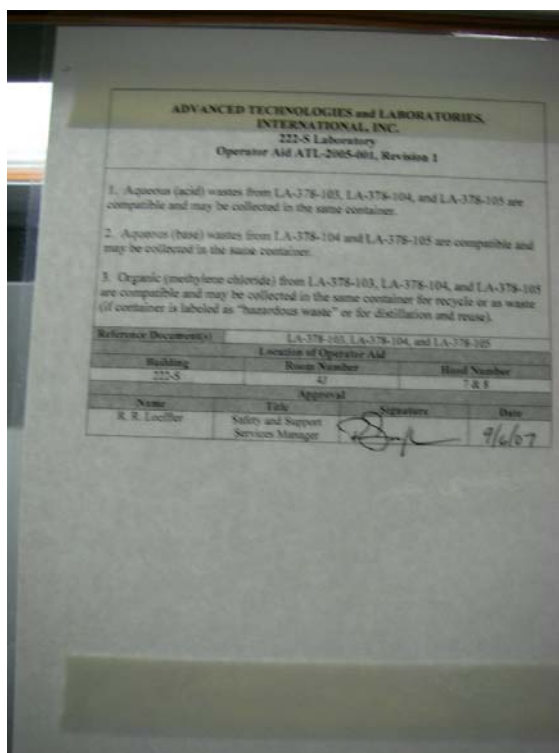 ADVANCED TECHNOLOGIES and LABORATORIES,
INTERNATIONAL, INC.
222-S Laboratory
Operator Aid ATL-2005-001, Revision 1
1. Aqueous (acid) wastes from LA-378-103, LA-378-104, and LA-378-105 are
compatible and may be collected in the same container.
2. Aqueous (base) wastes from LA-378-104 and LA-378-105 are compatible and
may be collected in the same container.
3. Organic (methylene chloride) from LA-378-103, LA-378-104, and LA-378-105
are compatible and may be collected in the same container for recycle or as waste
(if container is labeled as "hazardous waste" or for distillation and reuse).
Reference Document(s) LA-378-103, LA-378-104, and LA-378-105
Location of Operator Aid
Building Room Number Hood Number
222-S 4J 7 & 8
Approval
Name Title Signature Date
R. R. Loeffler Safety and Support
Services Manager 9/6/07